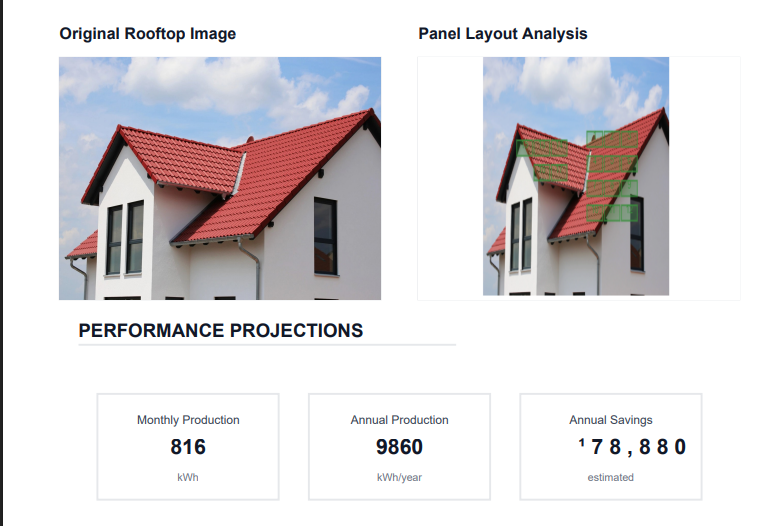 Original Rooftop Image
Panel Layout Analysis
PERFORMANCE PROJECTIONS
Monthly Production
816
kWh
Annual Production
9860
kWh/year
Annual Savings
¹78,880
estimated